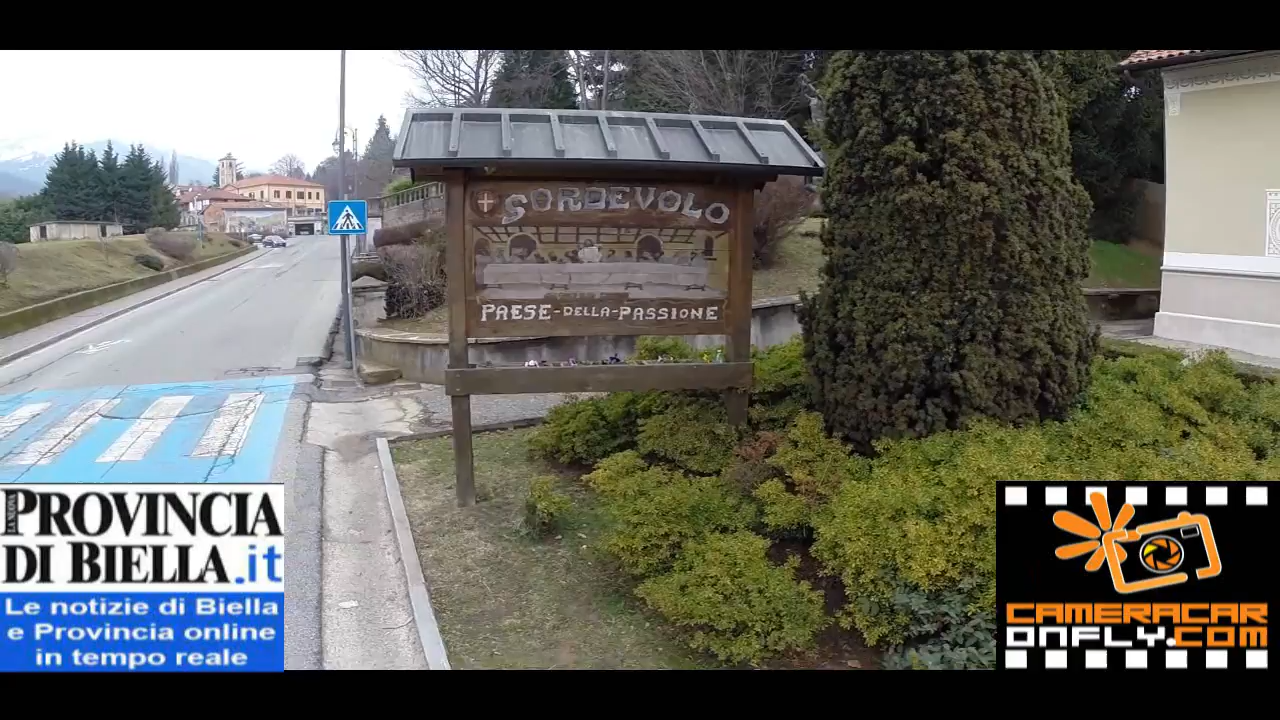 SORDEVOLO
PAESE-DELLA-PASSIONE
LA NUOVA
PROVINCIA
DI BIELLA.it
Le notizie di Biella
e Provincia online
in tempo reale
CAMERACAR
ONFLY.COM